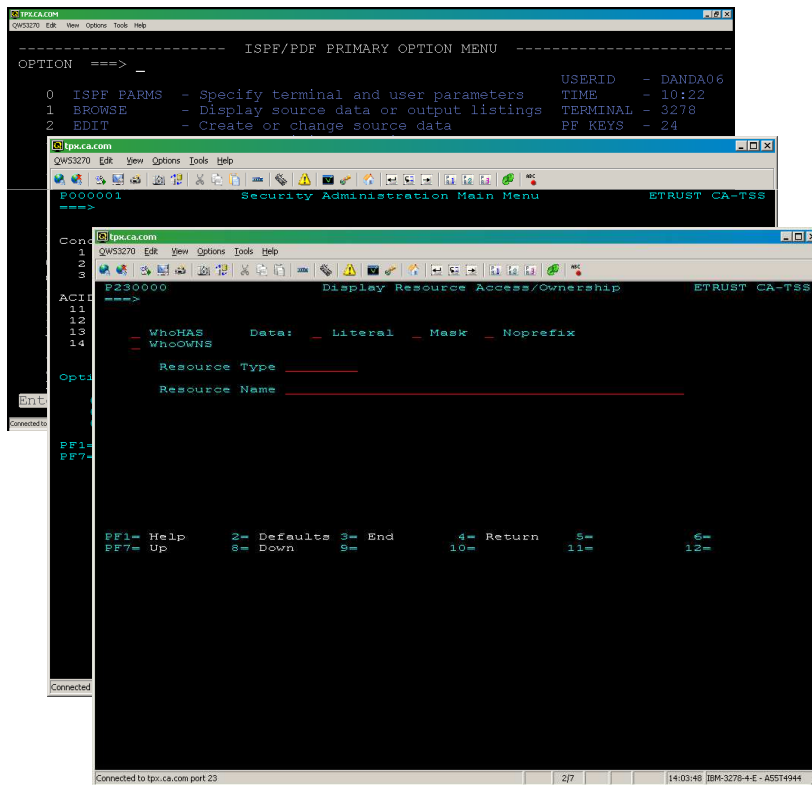 TPX.CA.COM
QWS3270 Edit View Options Tools Help
------------------------ ISPF/PDF PRIMARY OPTION MENU ------------------------
OPTION ===> _
USERID - DANDA06
0 ISPF PARMS - Specify terminal and user parameters TIME - 10:22
1 BROWSE - Display source data or output listings TERMINAL - 3278
2 EDIT - Create or change source data PF KEYS - 24
Connected to
tpx.ca.com
QWS3270 Edit View Options Tools Help
P000001 Security Administration Main Menu ETRUST CA-TSS
===>
1
2
3
11
12
13
14
PF1=
PF7=
Connected
tpx.ca.com
QWS3270 Edit View Options Tools Help
P230000 Display Resource Access/Ownership ETRUST CA-TSS
===>
_ WhoHAS Data: _ Literal _ Mask _ Noprefix
_ WhoOWNS
Resource Type ________
Resource Name ____________________________________________
PF1= Help 2= Defaults 3= End 4= Return 5= 6=
PF7= Up 8= Down 9= 10= 11= 12=
Connected to tpx.ca.com port 23 2/7 14:03:48 IBM-3278-4-E - A55T4944